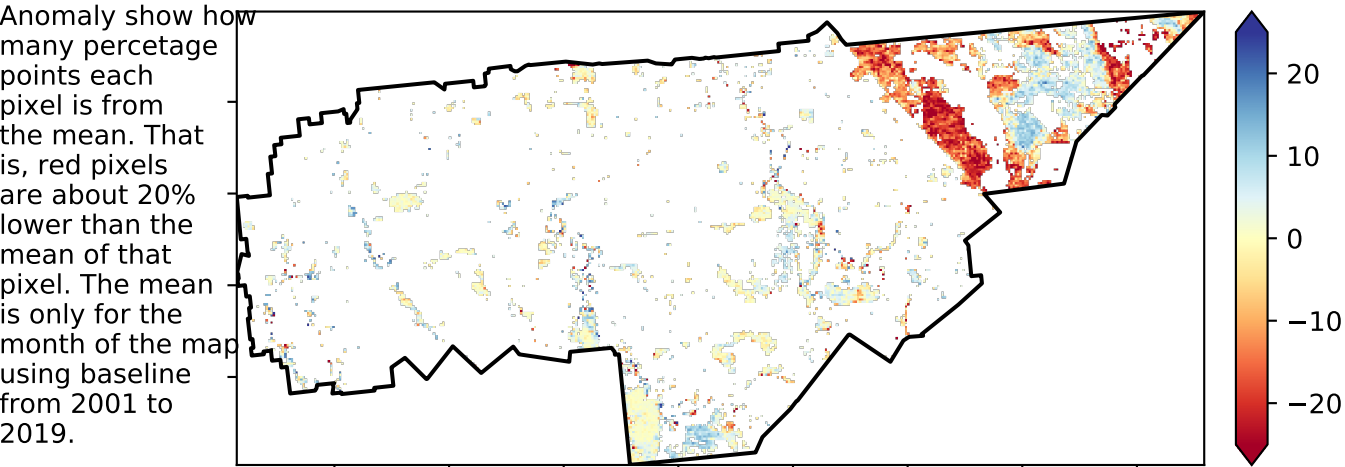 Anomaly show how
many percetage
points each
pixel is from
the mean. That
is, red pixels
are about 20%
lower than the
mean of that
pixel. The mean
is only for the
month of the map
using baseline
from 2001 to
2019.
20
10
0
−10
−20